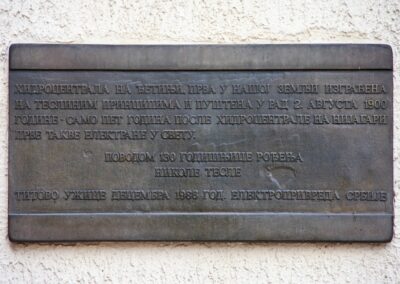 ХИДРОЦЕНТРАЛА НА ЂЕТИЊИ, ПРВА У НАШОЈ ЗЕМЉИ ИЗГРАЂЕНА
НА ТЕСЛИНИМ ПРИНЦИПИМА И ПУШТЕНА У РАД 2. АВГУСТА 1900
ГОДИНЕ - САМО ПЕТ ГОДИНА ПОСЛЕ ХИДРОЦЕНТРАЛЕ НА НИЈАГАРИ
ПРВЕ ТАКВЕ ЕЛЕКТРАНЕ У СВЕТУ.
ПОВОДОМ 130 ГОДИШЊИЦЕ РОЂЕЊА
НИКОЛЕ ТЕСЛЕ
ТИТОВО УЖИЦЕ ДЕЦЕМБРА 1986 ГОД. ЕЛЕКТРОПРИВРЕДА СРБИЈЕ